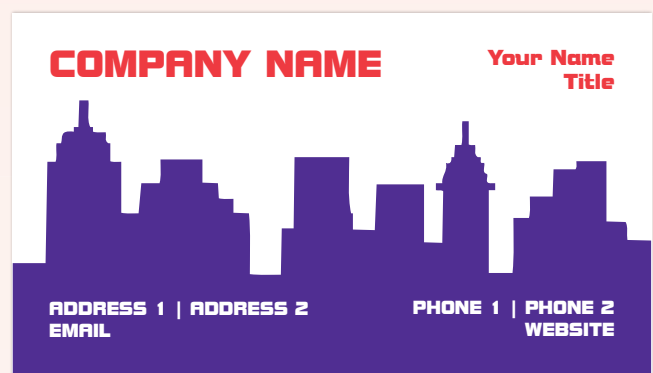 COMPANY NAME
Your Name
Title
ADDRESS 1 | ADDRESS 2
EMAIL
PHONE 1 | PHONE 2
WEBSITE